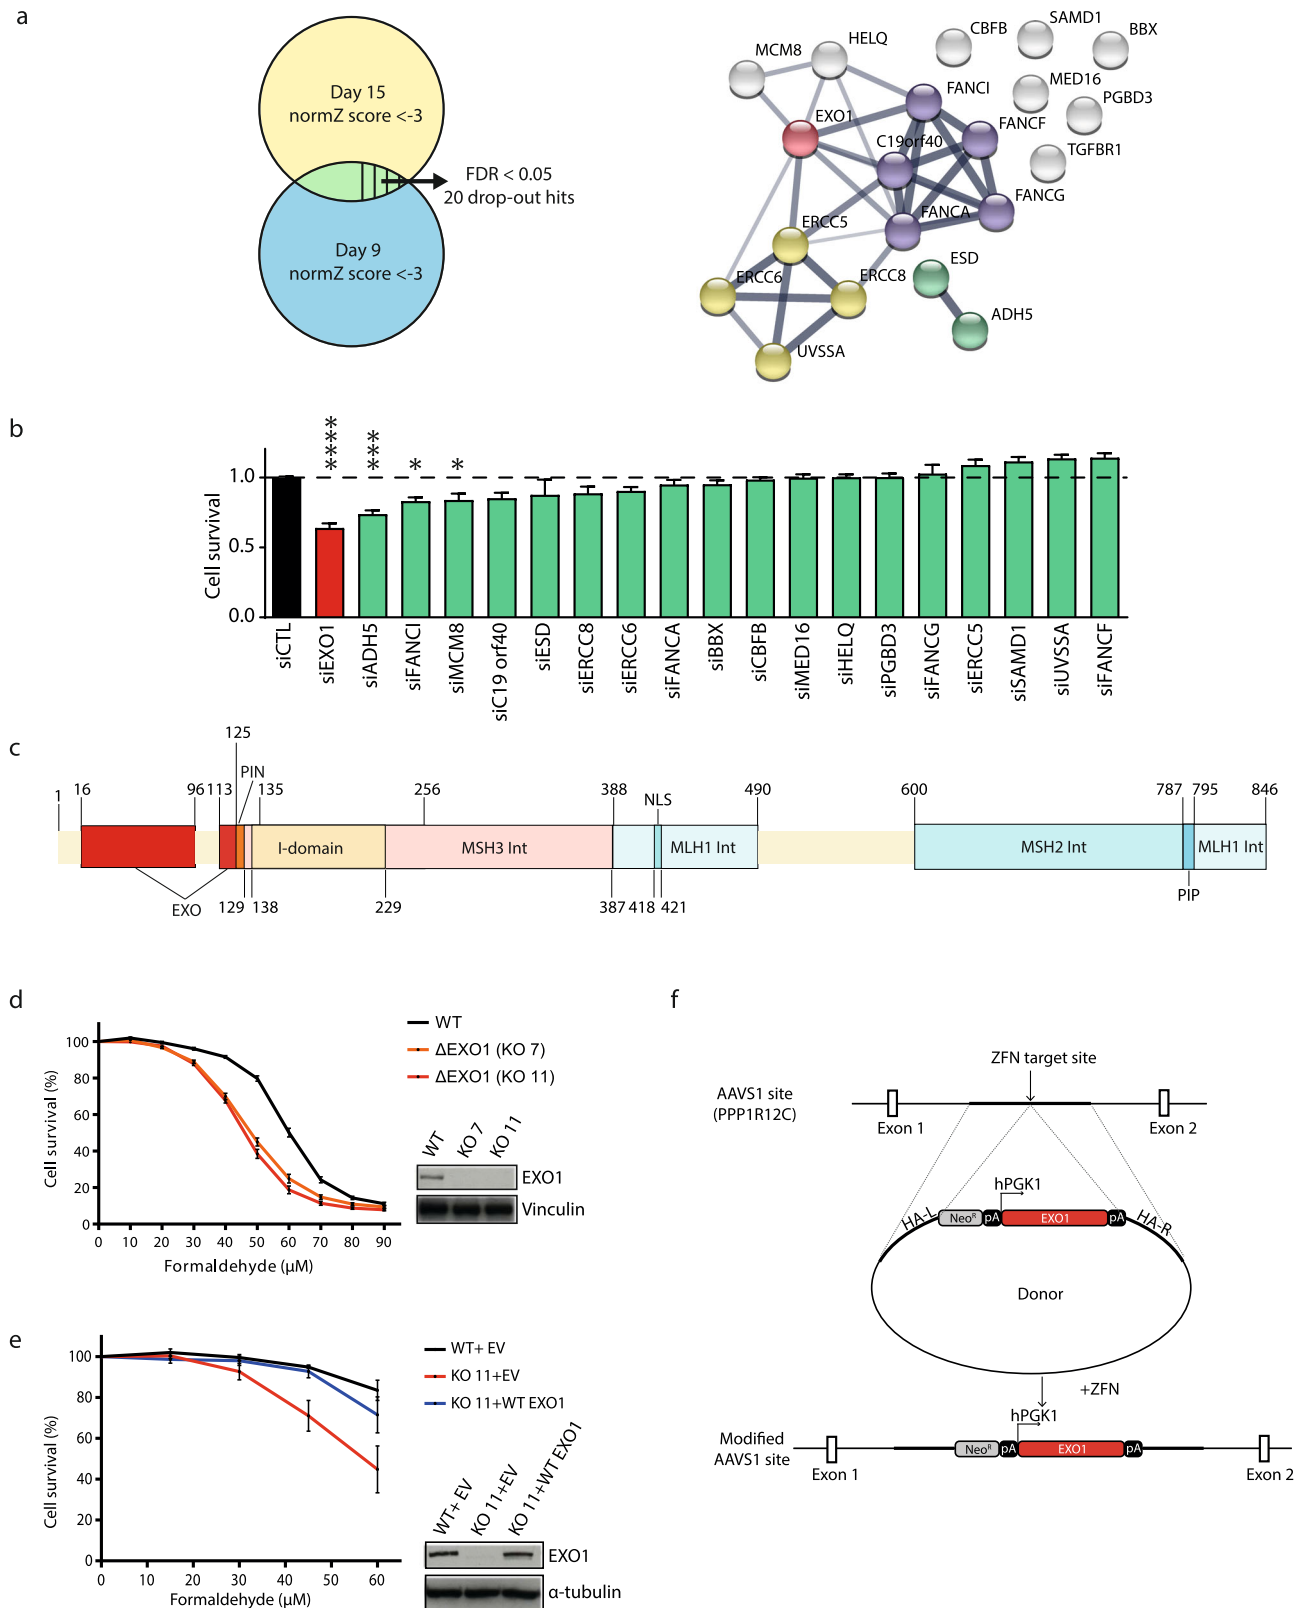 a
Day 15
normZ score <-3
FDR < 0.05
20 drop-out hits
Day 9
normZ score <-3
MCM8
HELQ
CBFB
SAMD1
BBX
FANCI
MED16
PGBD3
EXO1
C19orf40
FANCF
TGFBR1
FANCG
ERCC5
FANCA
ERCC6
ERCC8
ESD
ADH5
UVSSA
b
Cell survival
1.0
0.5
0.0
****
***
*
*
siCTL
siEXO1
siADH5
siFANCI
siMCM8
siC19 orf40
siESD
siERCC8
siERCC6
siFANCA
siBBX
siCBFB
siMED16
siHELQ
siPGBD3
siFANCG
siERCC5
siSAMD1
siUVSSA
siFANCF
c
125
PIN
1
16
96
113
135
256
388
NLS
490
600
787
795
846
I-domain
MSH3 Int
MLH1 Int
MSH2 Int
MLH1 Int
EXO
129
138
229
387
418
421
PIP
d
Cell survival (%)
100
80
60
40
20
0
0 10 20 30 40 50 60 70 80 90
Formaldehyde (µM)
WT
ΔEXO1 (KO 7)
ΔEXO1 (KO 11)
WT
KO 7
KO 11
EXO1
Vinculin
e
Cell survival (%)
100
80
60
40
20
0
0 10 20 30 40 50 60
Formaldehyde (µM)
WT+ EV
KO 11+EV
KO 11+WT EXO1
WT+ EV
KO 11+EV
KO 11+WT EXO1
EXO1
α-tubulin
f
ZFN target site
AAVS1 site
(PPP1R12C)
Exon 1
Exon 2
hPGK1
HA-L
Neoᴿ
pA
EXO1
pA
HA-R
Donor
+ZFN
hPGK1
Modified
AAVS1 site
Neoᴿ
pA
EXO1
pA
Exon 1
Exon 2